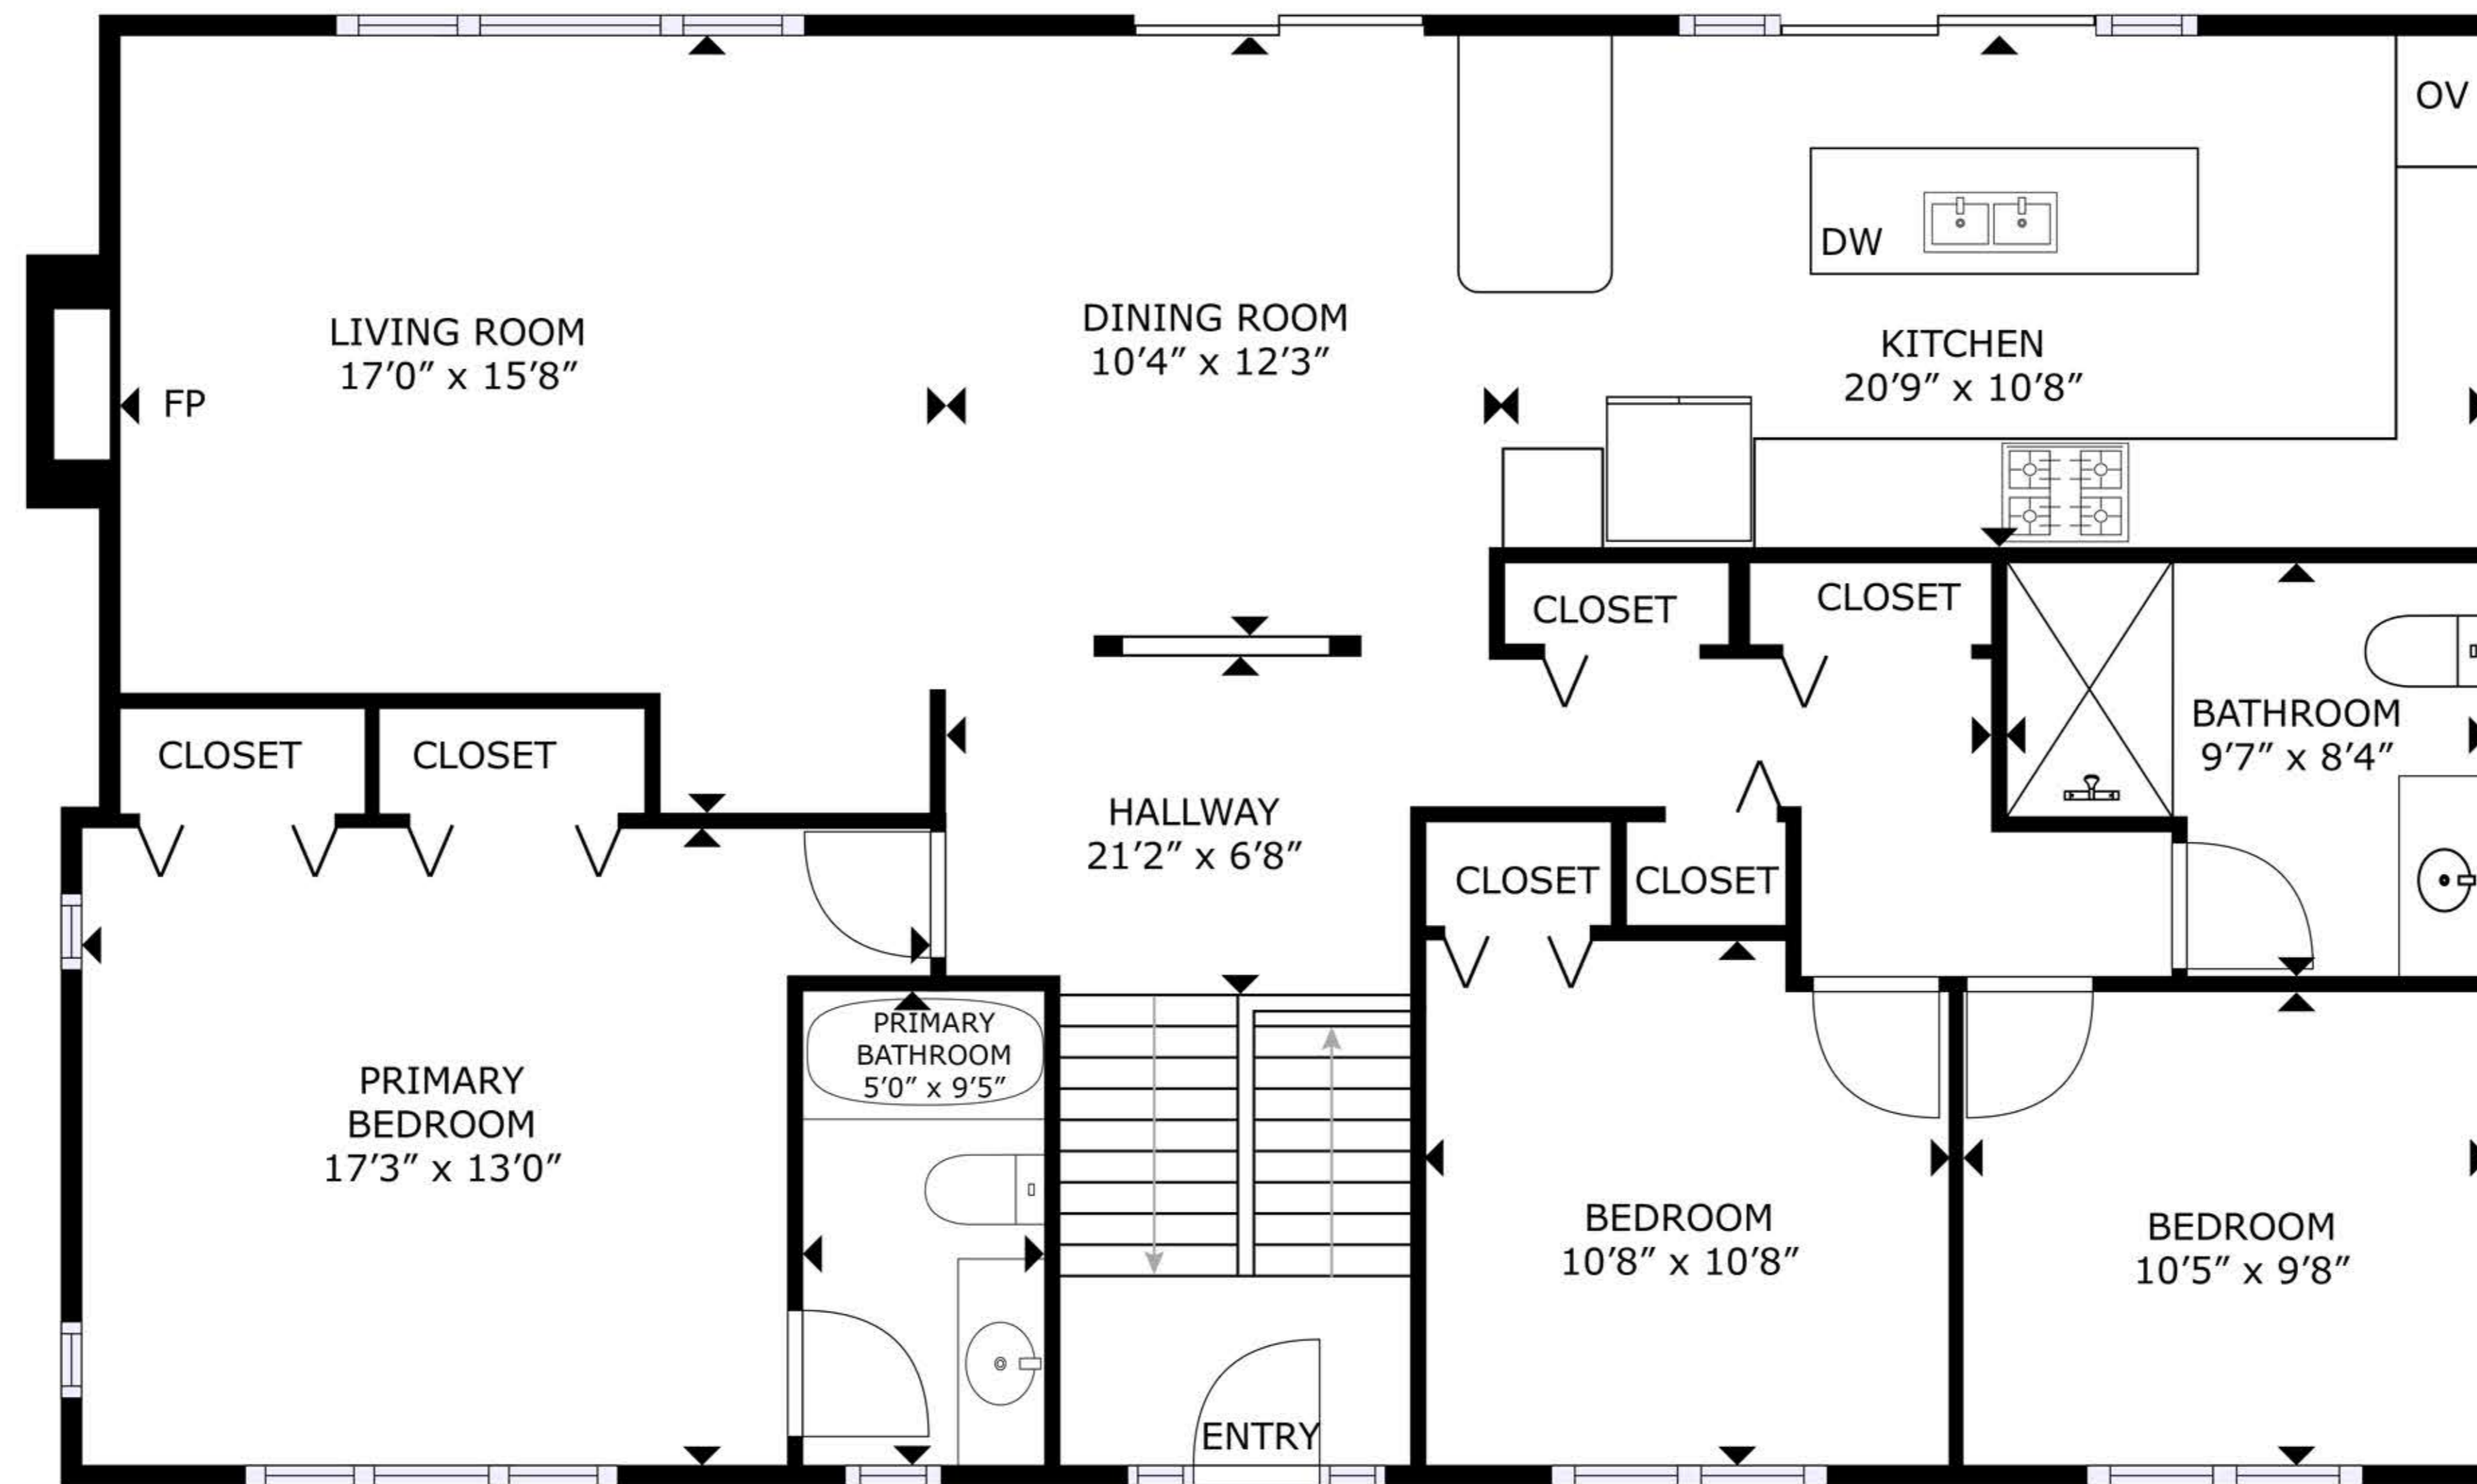 OV
DW
LIVING ROOM
17'0" x 15'8"
DINING ROOM
10'4" x 12'3"
KITCHEN
20'9" x 10'8"
FP
CLOSET
CLOSET
CLOSET
CLOSET
BATHROOM
9'7" x 8'4"
HALLWAY
21'2" x 6'8"
CLOSET
CLOSET
PRIMARY
BATHROOM
5'0" x 9'5"
PRIMARY
BEDROOM
17'3" x 13'0"
BEDROOM
10'8" x 10'8"
BEDROOM
10'5" x 9'8"
ENTRY